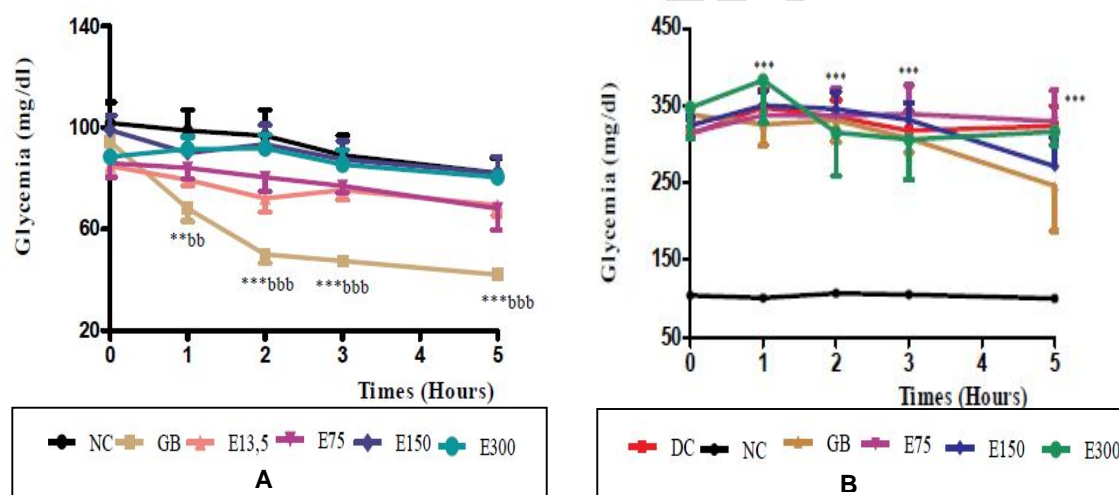 Glycemia (mg/dl)
140
100
60
20
**bb
***bbb
***bbb
***bbb
0 1 2 3 4 5
Times (Hours)
NC GB E13,5 E75 E150 E300
A
Glycemia (mg/dl)
450
350
250
150
50
***
***
***
***
0 1 2 3 4 5
Times (Hours)
DC NC GB E75 E150 E300
B